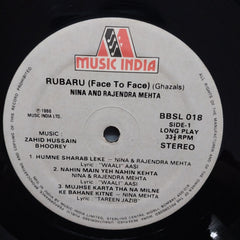 MUSIC INDIA
RUBARU (Face To Face) (Ghazals)
NINA AND RAJENDRA MEHTA
℗ 1986
MUSIC INDIA LTD.
BBSL 018
SIDE-1
LONG PLAY
33⅓ RPM
STEREO
MUSIC :
ZAHID HUSSAIN
BHOOREY
1. HUMNE SHARAB LEKE – NINA & RAJENDRA MEHTA
Lyric : "WAALI" AASI
2. NAHIN MAIN YEH NAHIN KEHTA
NINA & RAJENDRA MEHTA
Lyric : "WAALI" AASI
3. MUJHSE KARTA THA NA MILNE
KE BAHANE KITNE – NINA & RAJENDRA MEHTA
Lyric : "TAREEN JAZIB"